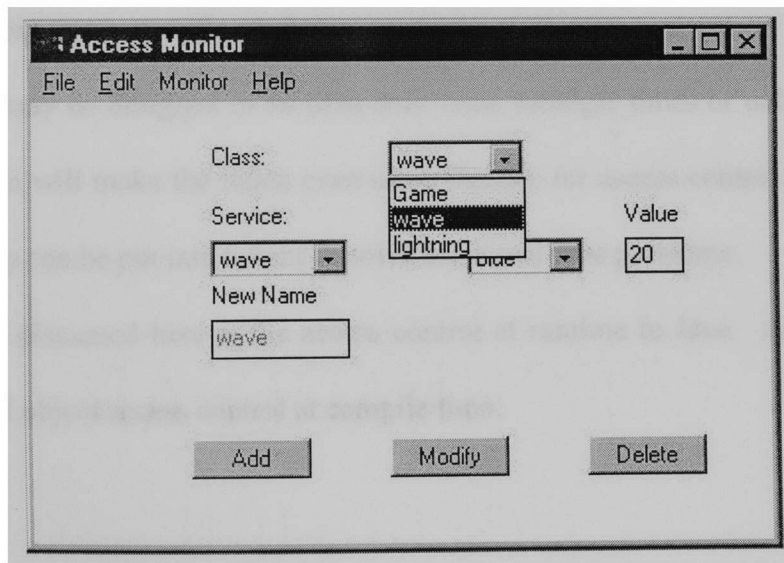 Access Monitor
File Edit Monitor Help
Class: wave
Game
Service: wave Value
lightning
wave blue 20
New Name
wave
Add Modify Delete